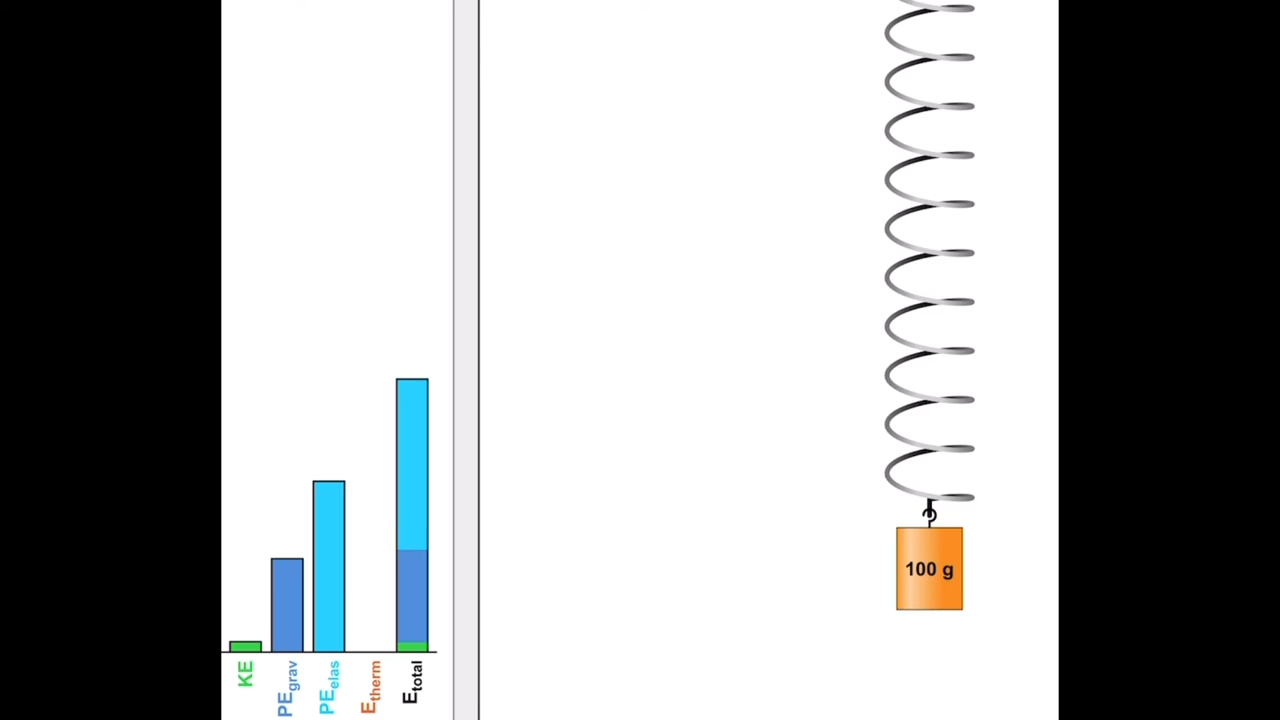 100 g
KE
PEgrav
PEelas
Etherm
Etotal